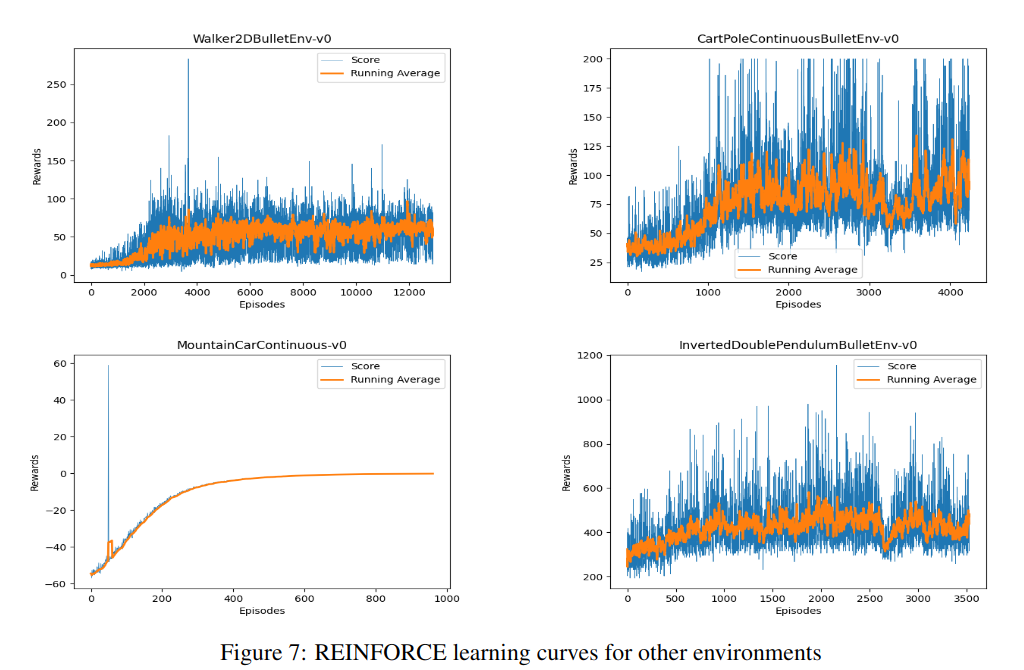 Walker2DBulletEnv-v0
Score
Running Average
250
200
150
100
50
0
Rewards
0 2000 4000 6000 8000 10000 12000
Episodes
CartPoleContinuousBulletEnv-v0
200
175
150
125
100
75
50
25
Rewards
Score
Running Average
0 1000 2000 3000 4000
Episodes
MountainCarContinuous-v0
Score
Running Average
60
40
20
0
−20
−40
−60
Rewards
0 200 400 600 800 1000
Episodes
InvertedDoublePendulumBulletEnv-v0
Score
Running Average
1200
1000
800
600
400
200
Rewards
0 500 1000 1500 2000 2500 3000 3500
Episodes
Figure 7: REINFORCE learning curves for other environments